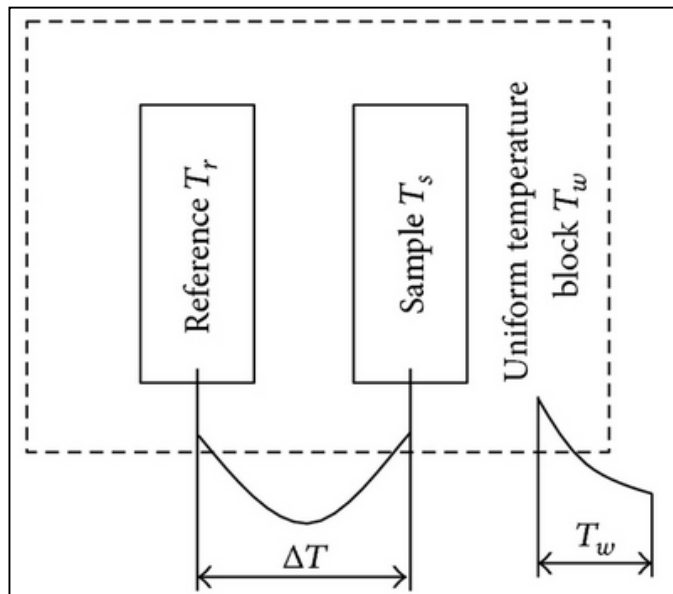 Reference T_r
Sample T_s
Uniform temperature
block T_w
ΔT
T_w